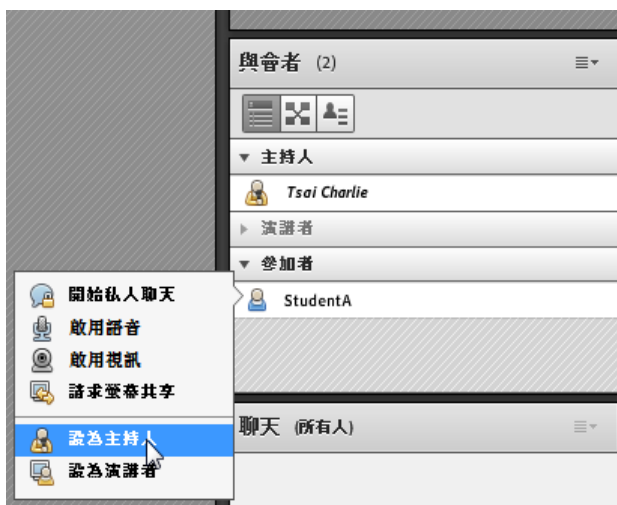 與會者 (2)
主持人
Tsai Charlie
演講者
參加者
StudentA
開始私人聊天
啟用語音
啟用視訊
請求螢幕共享
設為主持人
設為演講者
聊天 (所有人)